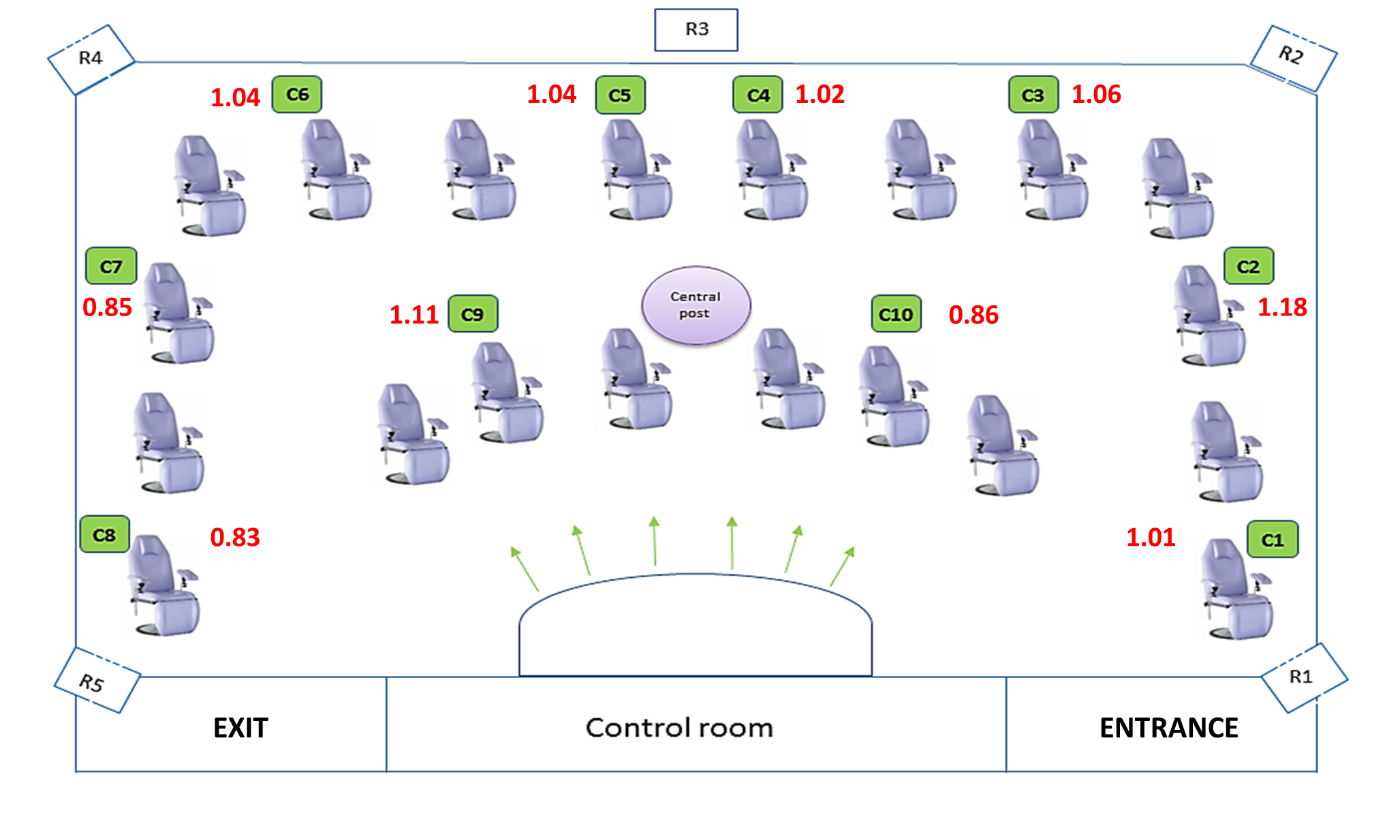 R3
R4
R2
1.04 C6
1.04 C5
C4 1.02
C3 1.06
C7
0.85
C2
1.18
Central
post
1.11 C9
C10 0.86
C8 0.83
1.01 C1
R5
R1
EXIT
Control room
ENTRANCE